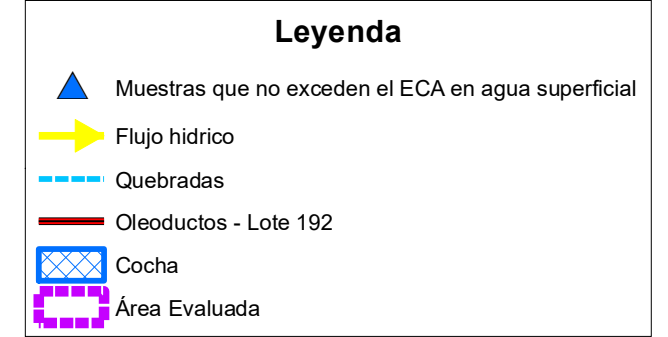 Leyenda
Muestras que no exceden el ECA en agua superficial
Flujo hidrico
Quebradas
Oleoductos - Lote 192
Cocha
Área Evaluada